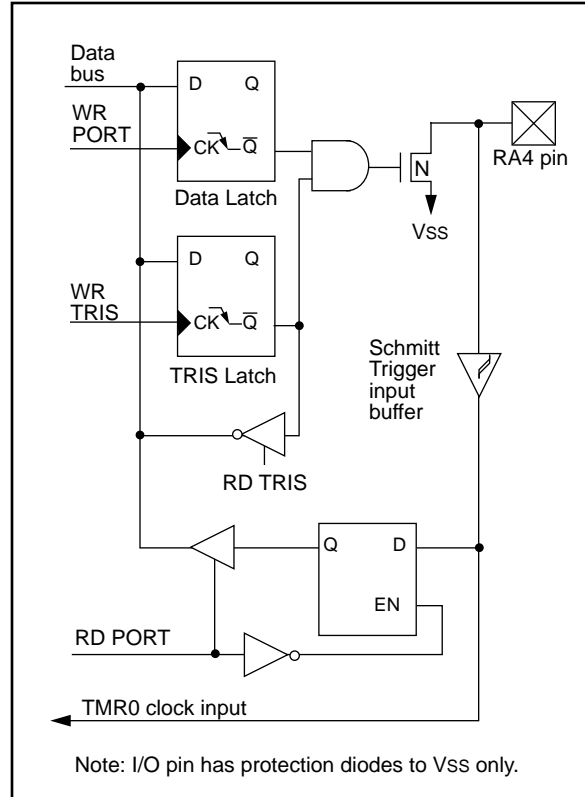 Data
bus
D Q
WR
PORT
CK Q
Data Latch
N
RA4 pin
VSS
D Q
WR
TRIS
CK Q
TRIS Latch
Schmitt
Trigger
input
buffer
RD TRIS
Q D
EN
RD PORT
TMR0 clock input
Note: I/O pin has protection diodes to VSS only.